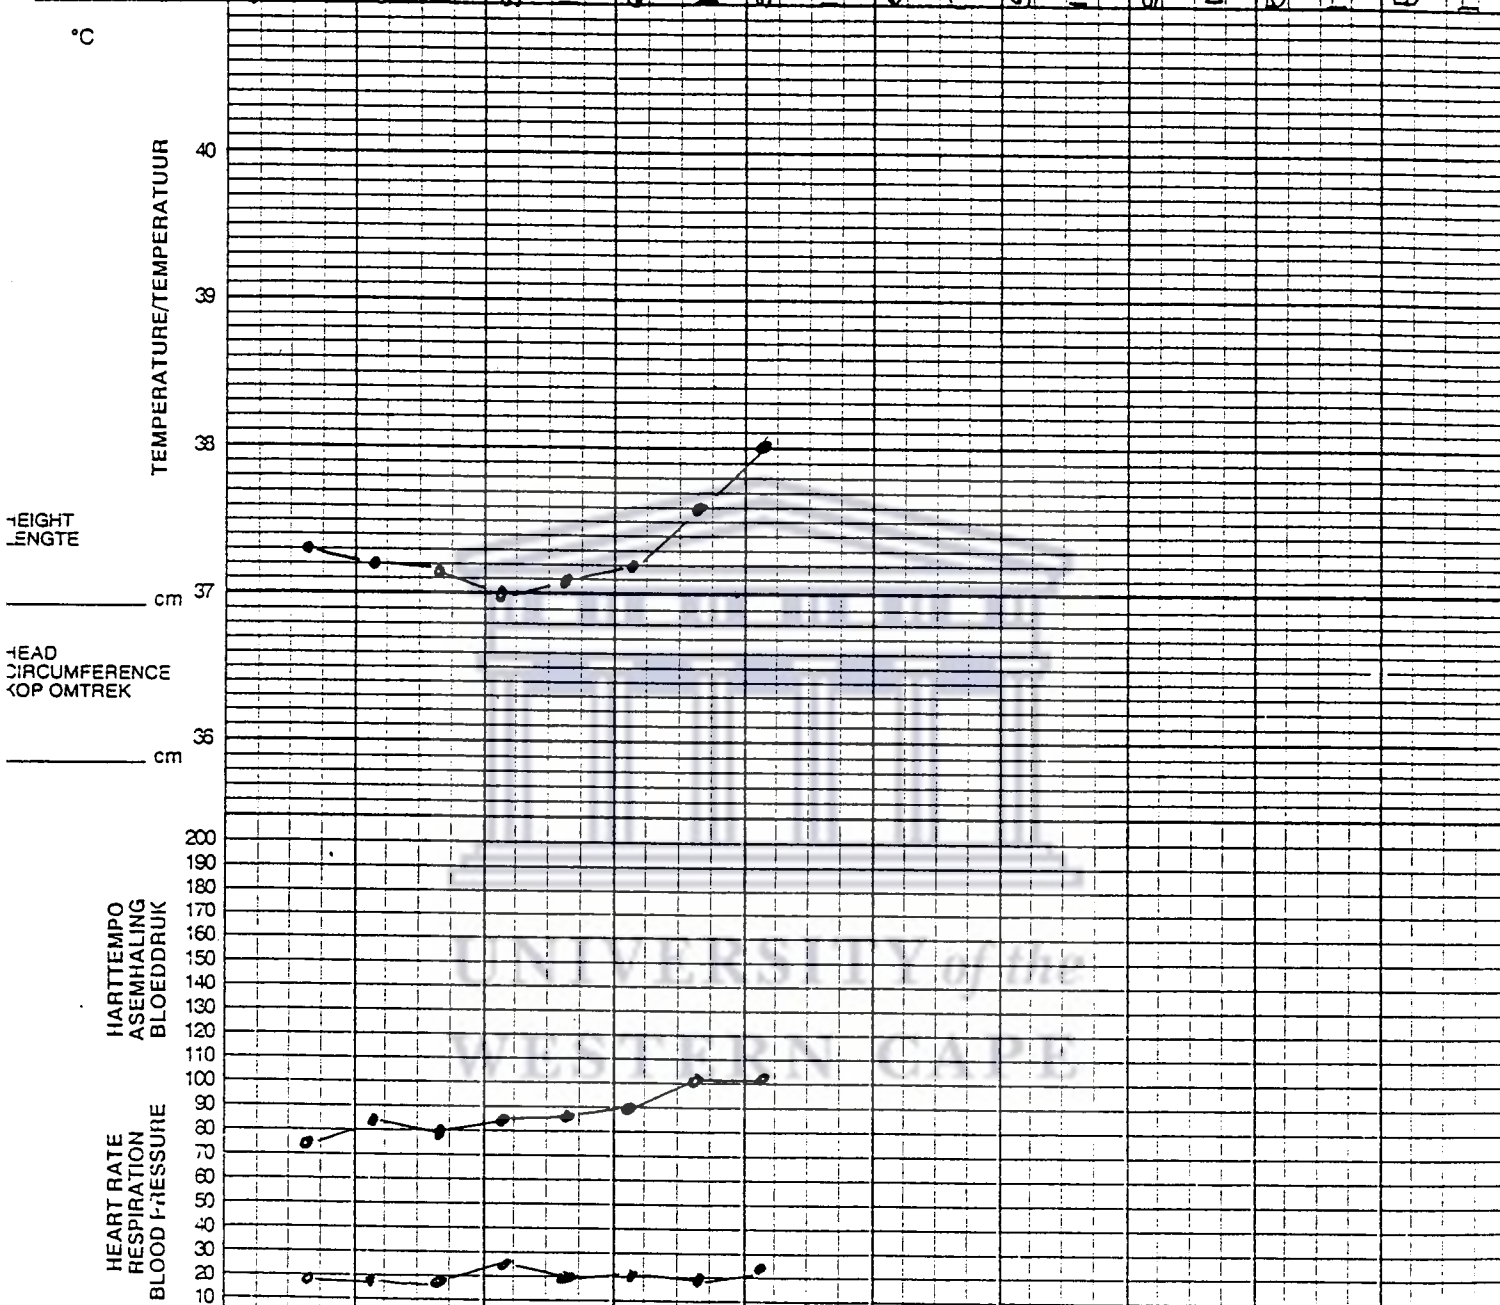 °C
TEMPERATURE/TEMPERATUUR
40
39
38
37
36
HEIGHT
LENGTE
cm
HEAD
CIRCUMFERENCE
KOP OMTREK
cm
HARTTEMPO
ASEMHALING
BLOEDDRUK
HEART RATE
RESPIRATION
BLOOD PRESSURE
200
190
180
170
160
150
140
130
120
110
100
90
80
70
60
50
40
30
20
10
UNIVERSITY of the
WESTERN CAPE